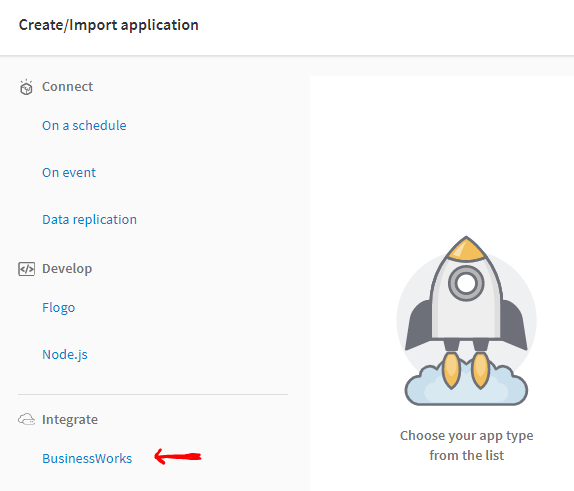 Create/Import application
Connect
On a schedule
On event
Data replication
Develop
Flogo
Node.js
Integrate
BusinessWorks
Choose your app type
from the list